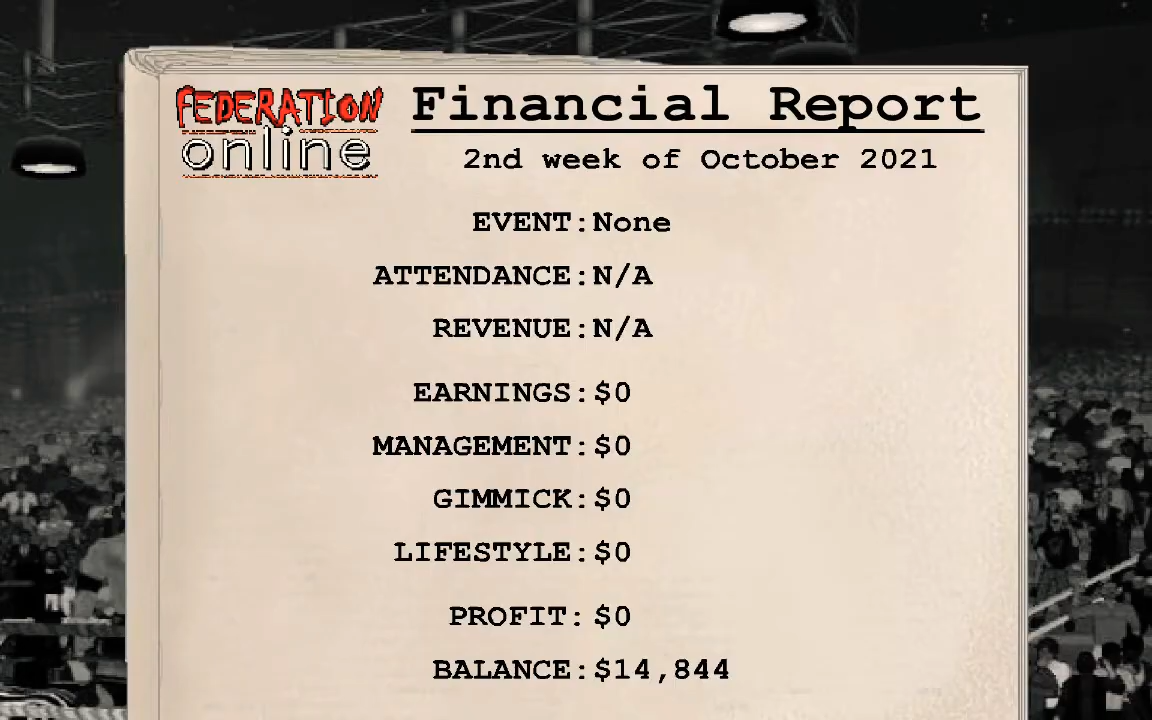 FEDERATION
online
Financial Report
2nd week of October 2021
EVENT: None
ATTENDANCE: N/A
REVENUE: N/A
EARNINGS: $0
MANAGEMENT: $0
GIMMICK: $0
LIFESTYLE: $0
PROFIT: $0
BALANCE: $14,844